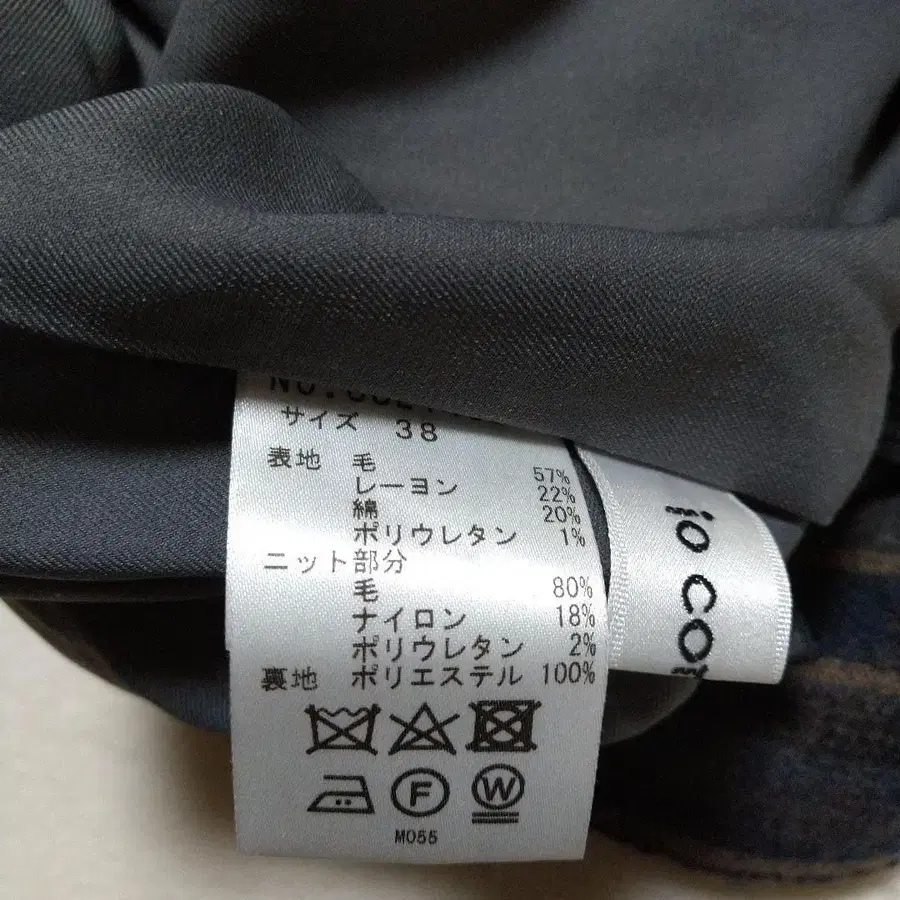 サイズ 38
表地 毛 57%
レーヨン 22%
綿 20%
ポリウレタン 1%
ニット部分
毛 80%
ナイロン 18%
ポリウレタン 2%
裏地 ポリエステル 100%
F W
M055
io com